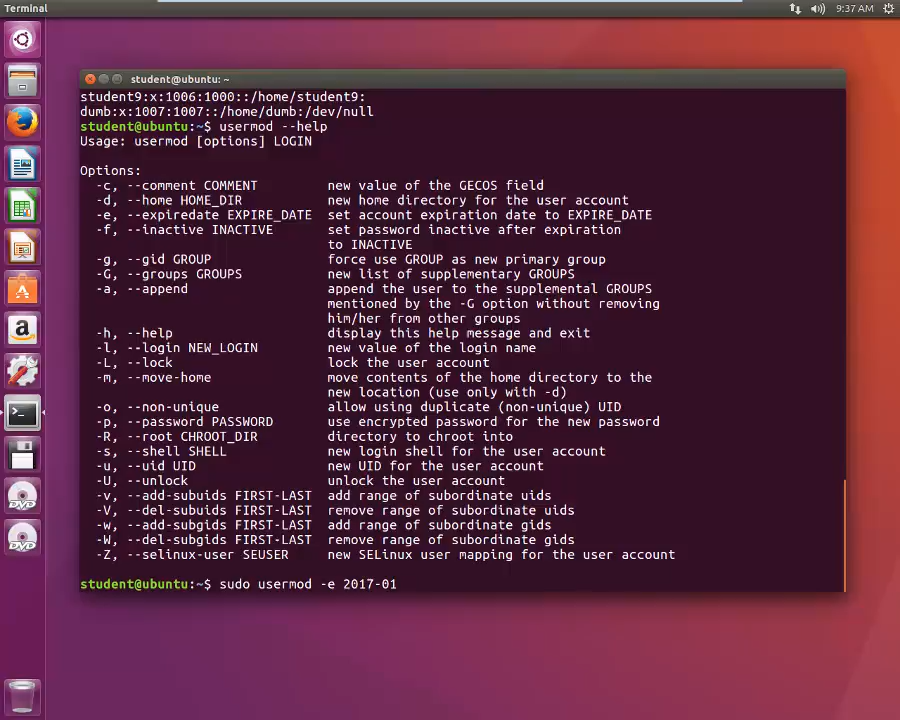 Terminal
9:37 AM
student@ubuntu: ~
student9:x:1006:1000::/home/student9:
dumb:x:1007:1007::/home/dumb:/dev/null
student@ubuntu:~$ usermod --help
Usage: usermod [options] LOGIN
Options:
-c, --comment COMMENT new value of the GECOS field
-d, --home HOME_DIR new home directory for the user account
-e, --expiredate EXPIRE_DATE set account expiration date to EXPIRE_DATE
-f, --inactive INACTIVE set password inactive after expiration
to INACTIVE
-g, --gid GROUP force use GROUP as new primary group
-G, --groups GROUPS new list of supplementary GROUPS
-a, --append append the user to the supplemental GROUPS
mentioned by the -G option without removing
him/her from other groups
-h, --help display this help message and exit
-l, --login NEW_LOGIN new value of the login name
-L, --lock lock the user account
-m, --move-home move contents of the home directory to the
new location (use only with -d)
-o, --non-unique allow using duplicate (non-unique) UID
-p, --password PASSWORD use encrypted password for the new password
-R, --root CHROOT_DIR directory to chroot into
-s, --shell SHELL new login shell for the user account
-u, --uid UID new UID for the user account
-U, --unlock unlock the user account
-v, --add-subuids FIRST-LAST add range of subordinate uids
-V, --del-subuids FIRST-LAST remove range of subordinate uids
-w, --add-subgids FIRST-LAST add range of subordinate gids
-W, --del-subgids FIRST-LAST remove range of subordinate gids
-Z, --selinux-user SEUSER new SELinux user mapping for the user account
student@ubuntu:~$ sudo usermod -e 2017-01
DVD
DVD